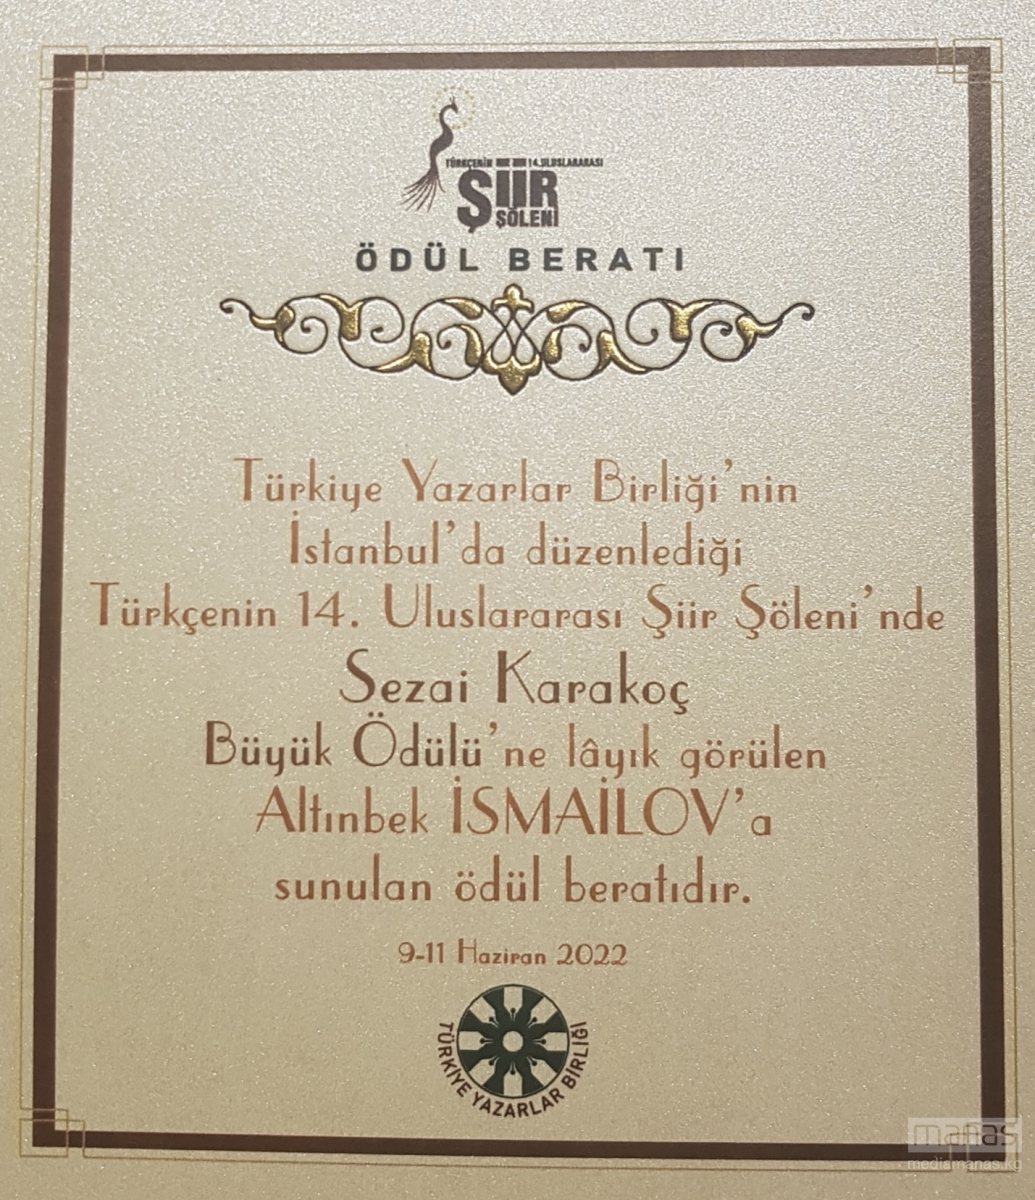 TÜRKÇENİN 14. ULUSLARARASI
ŞİİR
ŞÖLENİ
ÖDÜL BERATI
Türkiye Yazarlar Birliği'nin
İstanbul'da düzenlediği
Türkçenin 14. Uluslararası Şiir Şöleni'nde
Sezai Karakoç
Büyük Ödülü'ne lâyık görülen
Altınbek İSMAİLOV'a
sunulan ödül beratıdır.
9-11 Haziran 2022
TÜRKİYE YAZARLAR BİRLİĞİ
manas
mediamanas.kg